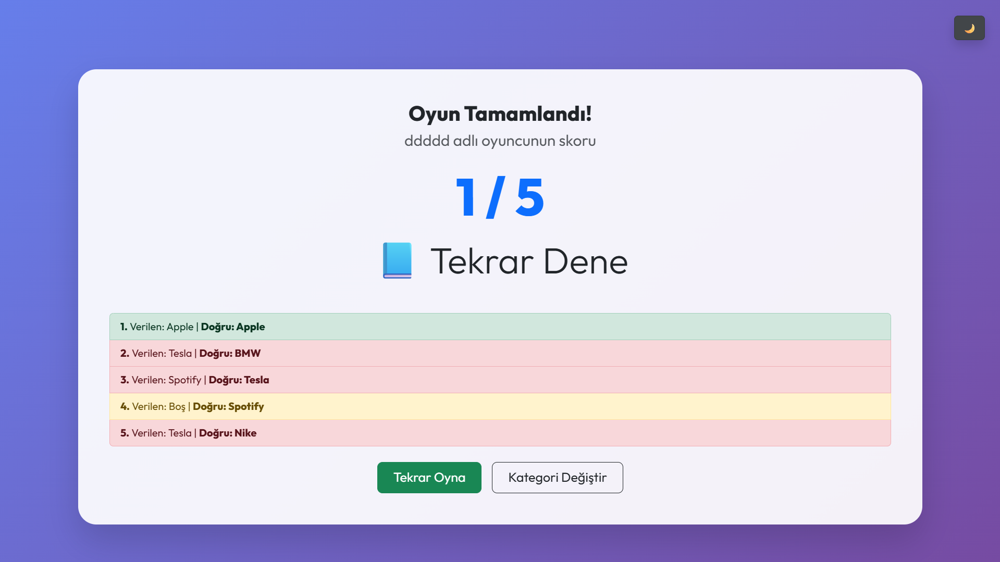 Oyun Tamamlandı!
ddddd adlı oyuncunun skoru
1 / 5
Tekrar Dene
1. Verilen: Apple | Doğru: Apple
2. Verilen: Tesla | Doğru: BMW
3. Verilen: Spotify | Doğru: Tesla
4. Verilen: Boş | Doğru: Spotify
5. Verilen: Tesla | Doğru: Nike
Tekrar Oyna
Kategori Değiştir